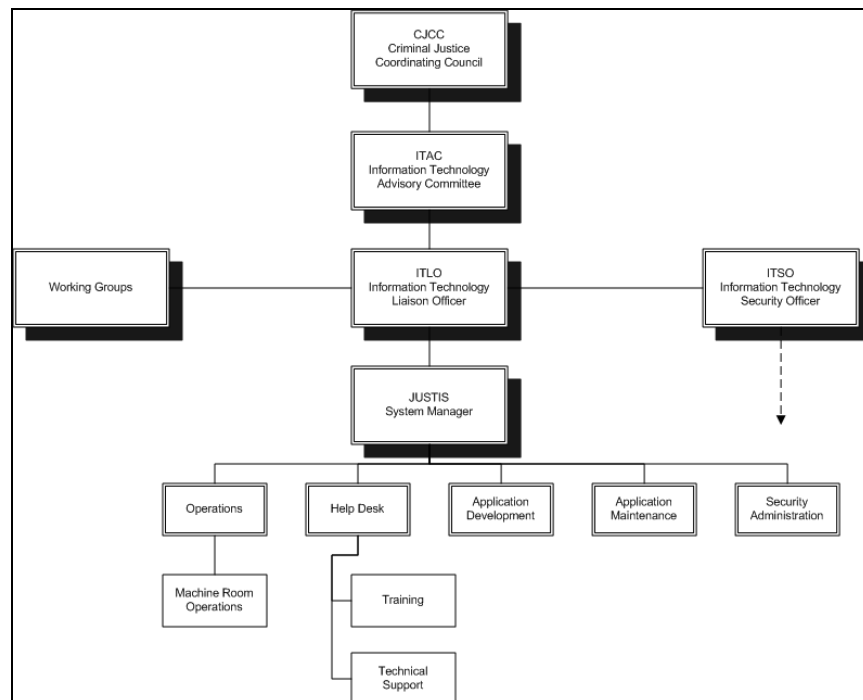 CJCC
Criminal Justice
Coordinating Council
ITAC
Information Technology
Advisory Committee
Working Groups
ITLO
Information Technology
Liaison Officer
ITSO
Information Technology
Security Officer
JUSTIS
System Manager
Operations
Help Desk
Application
Development
Application
Maintenance
Security
Administration
Machine Room
Operations
Training
Technical
Support